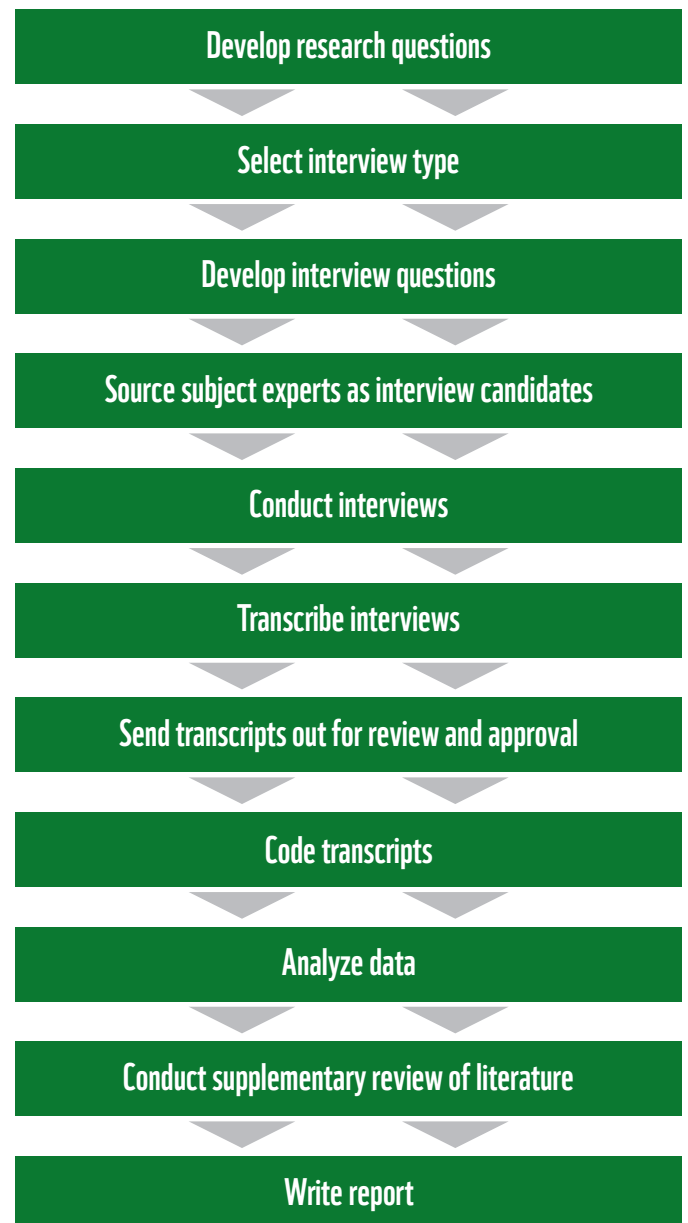 Develop research questions
Select interview type
Develop interview questions
Source subject experts as interview candidates
Conduct interviews
Transcribe interviews
Send transcripts out for review and approval
Code transcripts
Analyze data
Conduct supplementary review of literature
Write report